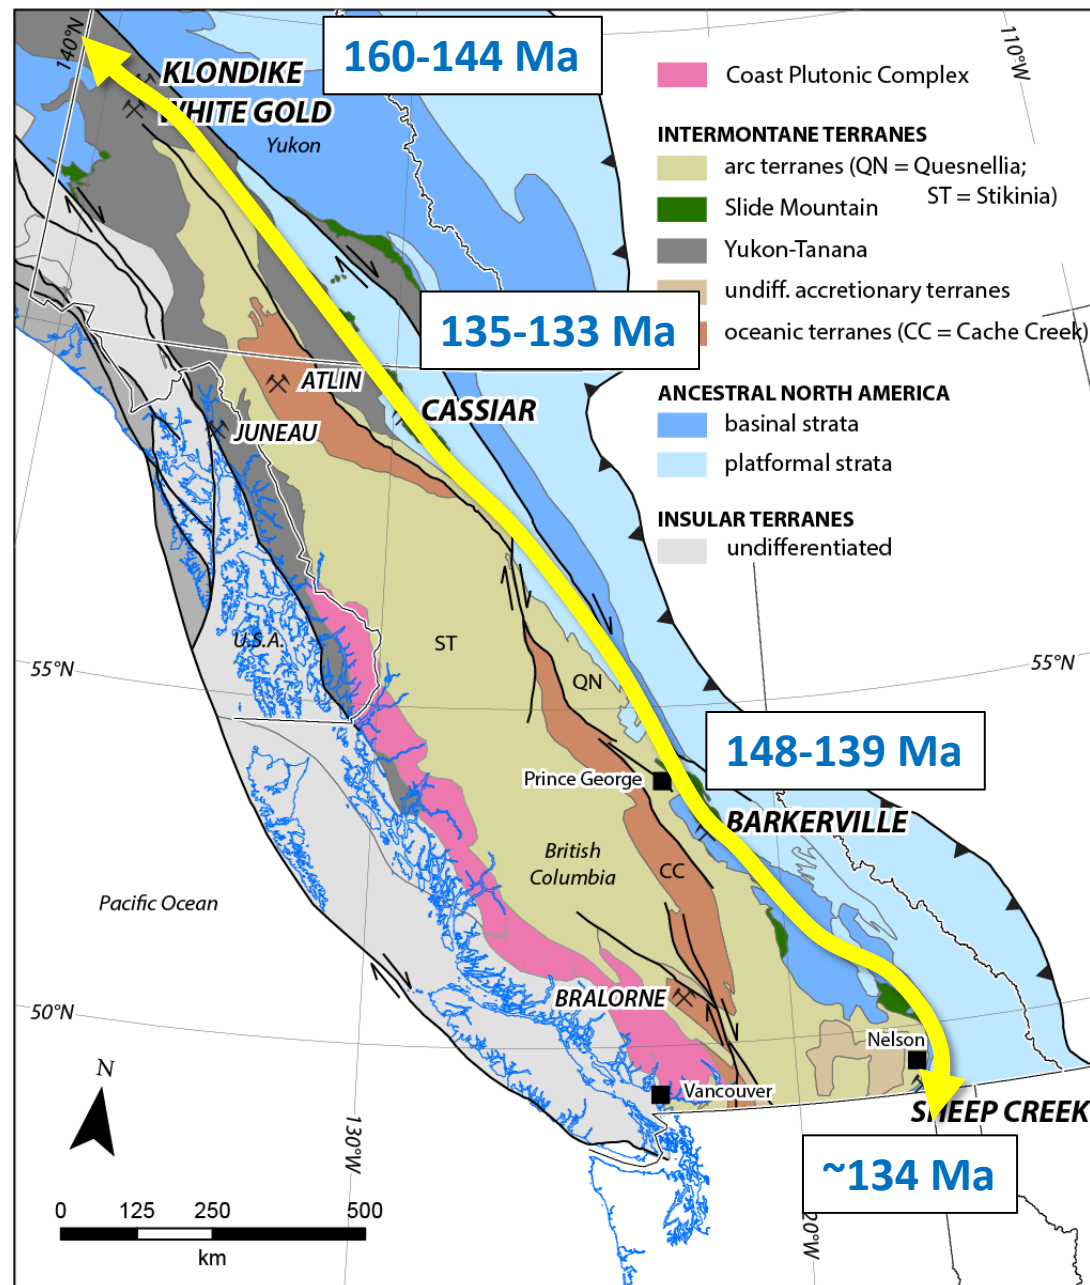 140°N
160-144 Ma
110°W
KLONDIKE
WHITE GOLD
Yukon
Coast Plutonic Complex
INTERMONTANE TERRANES
arc terranes (QN = Quesnellia;
ST = Stikinia)
Slide Mountain
Yukon-Tanana
undiff. accretionary terranes
oceanic terranes (CC = Cache Creek)
ANCESTRAL NORTH AMERICA
basinal strata
platformal strata
INSULAR TERRANES
undifferentiated
135-133 Ma
ATLIN
CASSIAR
JUNEAU
U.S.A.
ST
55°N
55°N
QN
148-139 Ma
Prince George
BARKERVILLE
British
Columbia
CC
Pacific Ocean
BRALORNE
50°N
Nelson
N
Vancouver
SHEEP CREEK
130°W
~134 Ma
20°W
0 125 250 500
km